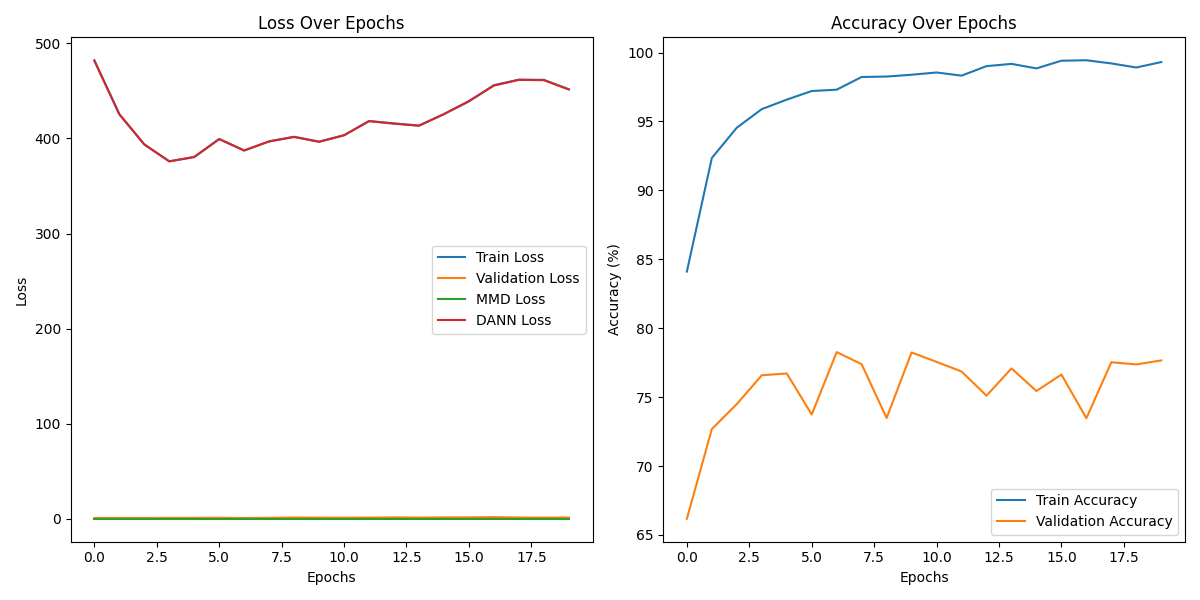 Loss Over Epochs
500
400
300
200
100
0
Loss
0.0 2.5 5.0 7.5 10.0 12.5 15.0 17.5
Epochs
Train Loss
Validation Loss
MMD Loss
DANN Loss
Accuracy Over Epochs
100
95
90
85
80
75
70
65
Accuracy (%)
0.0 2.5 5.0 7.5 10.0 12.5 15.0 17.5
Epochs
Train Accuracy
Validation Accuracy